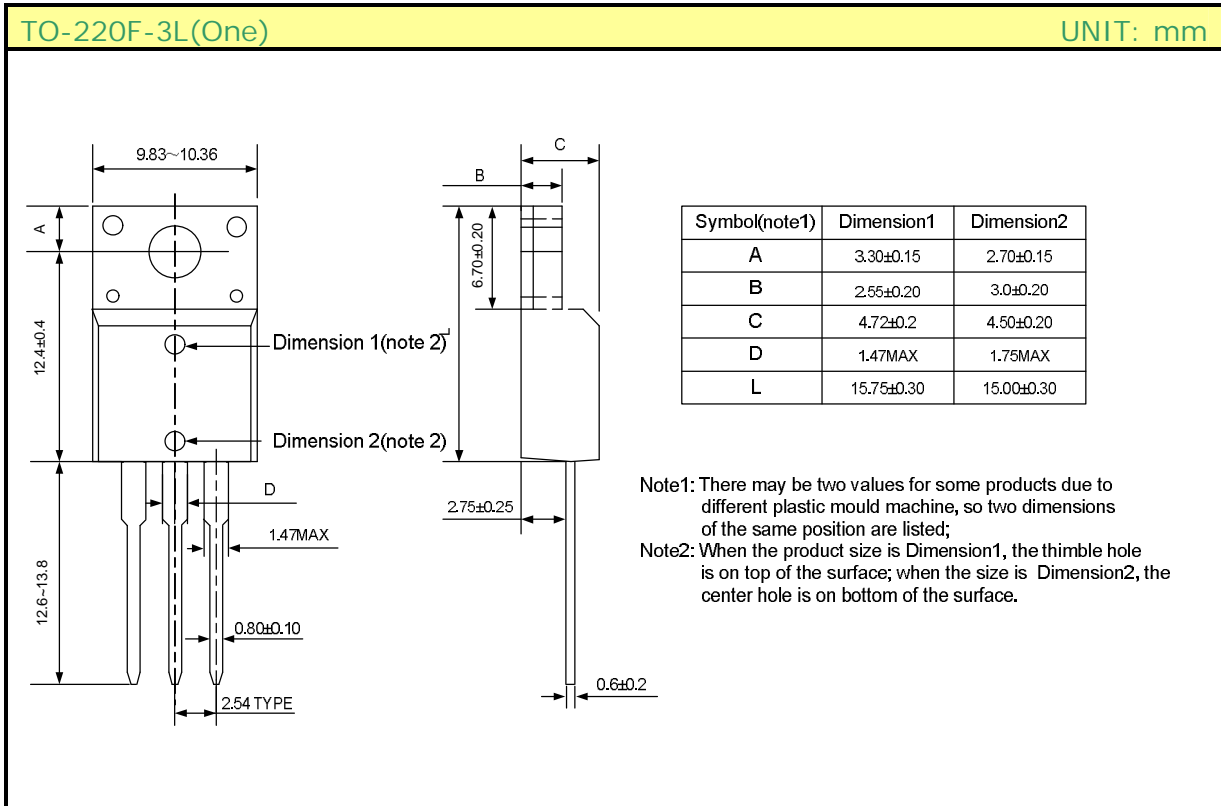 TO-220F-3L(One) UNIT: mm
9.83~10.36
A
12.4±0.4
12.6~13.8
Dimension 1(note 2)
Dimension 2(note 2)
D
1.47MAX
0.80±0.10
2.54 TYPE
C
B
6.70±0.20
L
2.75±0.25
0.6±0.2
Symbol(note1) Dimension1 Dimension2
A 3.30±0.15 2.70±0.15
B 2.55±0.20 3.0±0.20
C 4.72±0.2 4.50±0.20
D 1.47MAX 1.75MAX
L 15.75±0.30 15.00±0.30
Note1: There may be two values for some products due to
different plastic mould machine, so two dimensions
of the same position are listed;
Note2: When the product size is Dimension1, the thimble hole
is on top of the surface; when the size is Dimension2, the
center hole is on bottom of the surface.